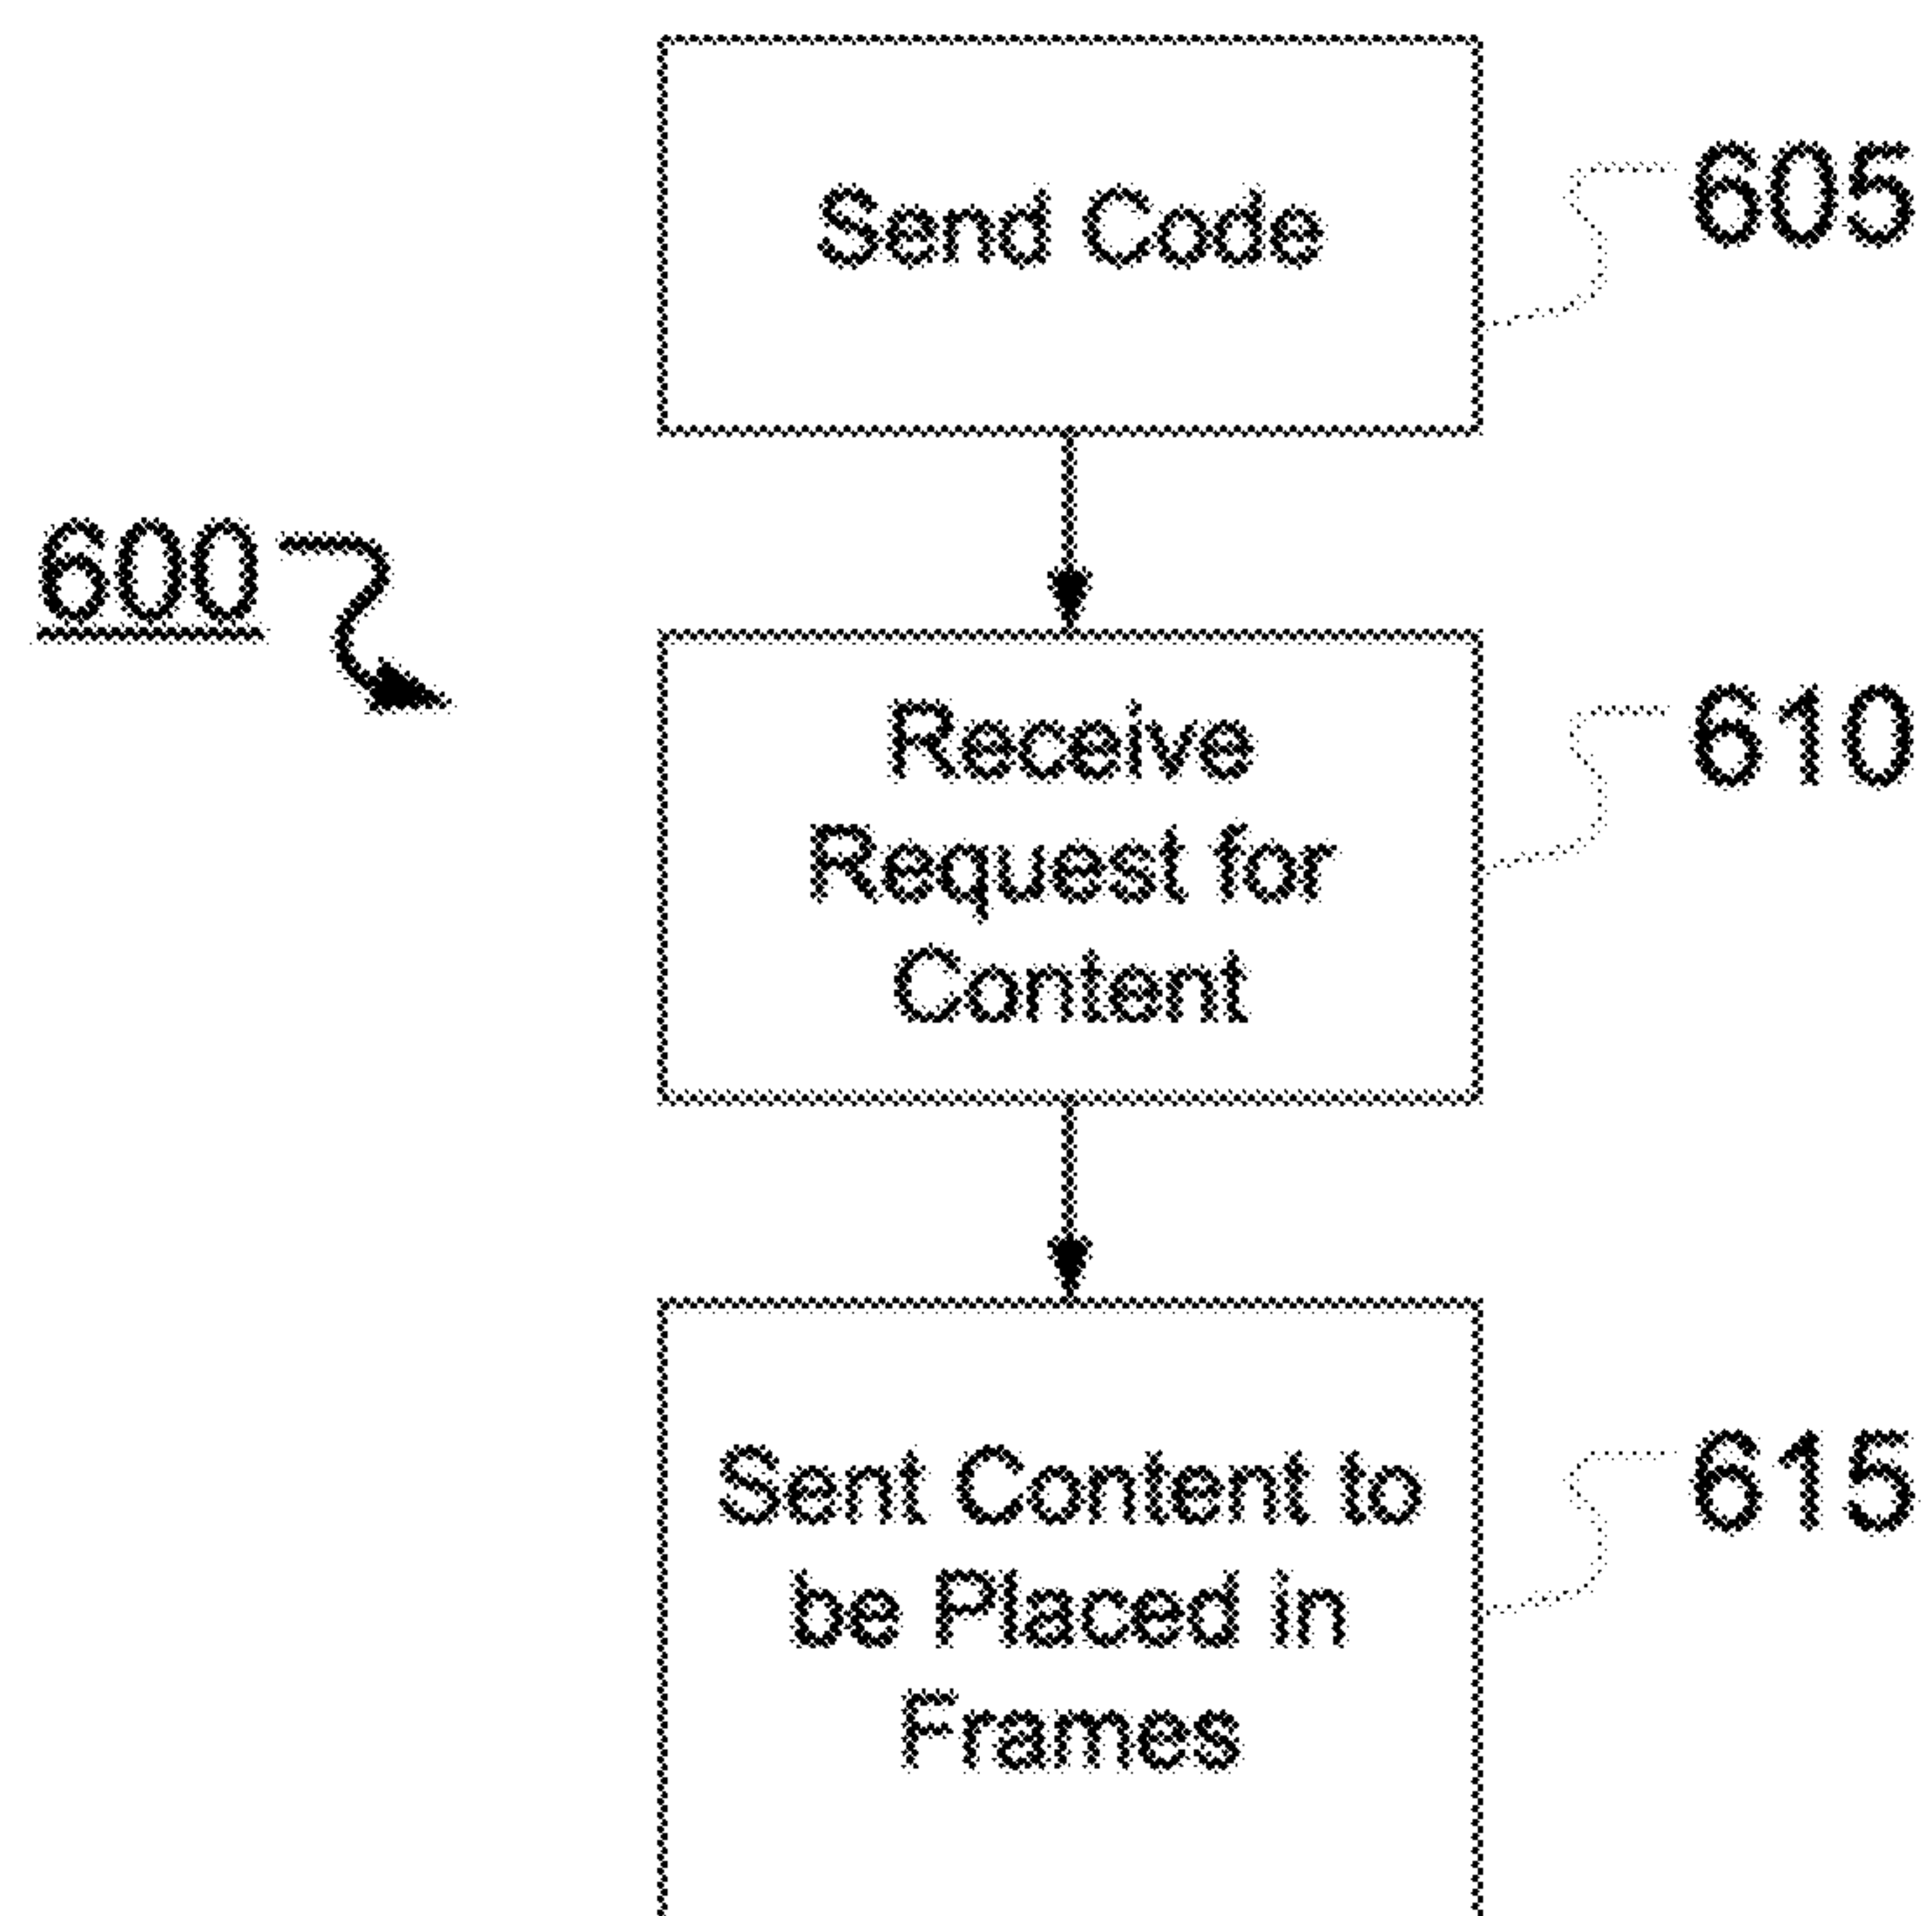 Send Code
605
600
Receive
Request for
Content
610
Sent Content to
be Placed in
Frames
615